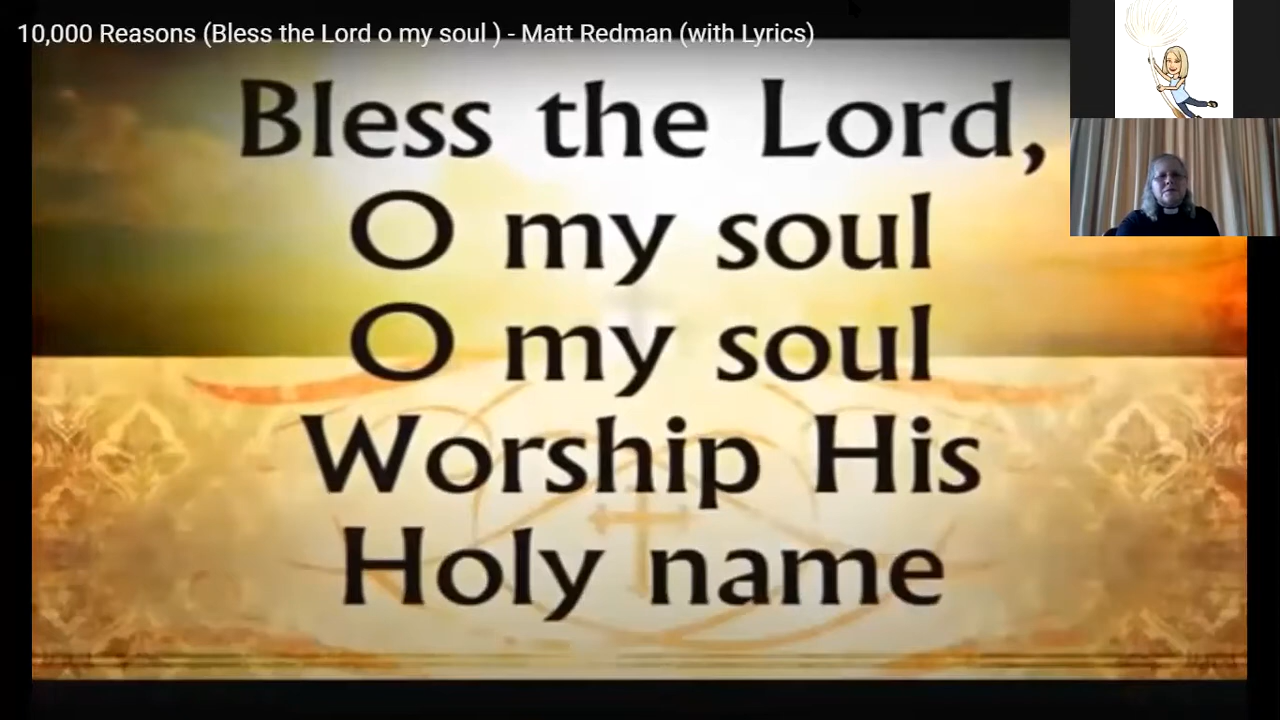 10,000 Reasons (Bless the Lord o my soul ) - Matt Redman (with Lyrics)
Bless the Lord,
O my soul
O my soul
Worship His
Holy name